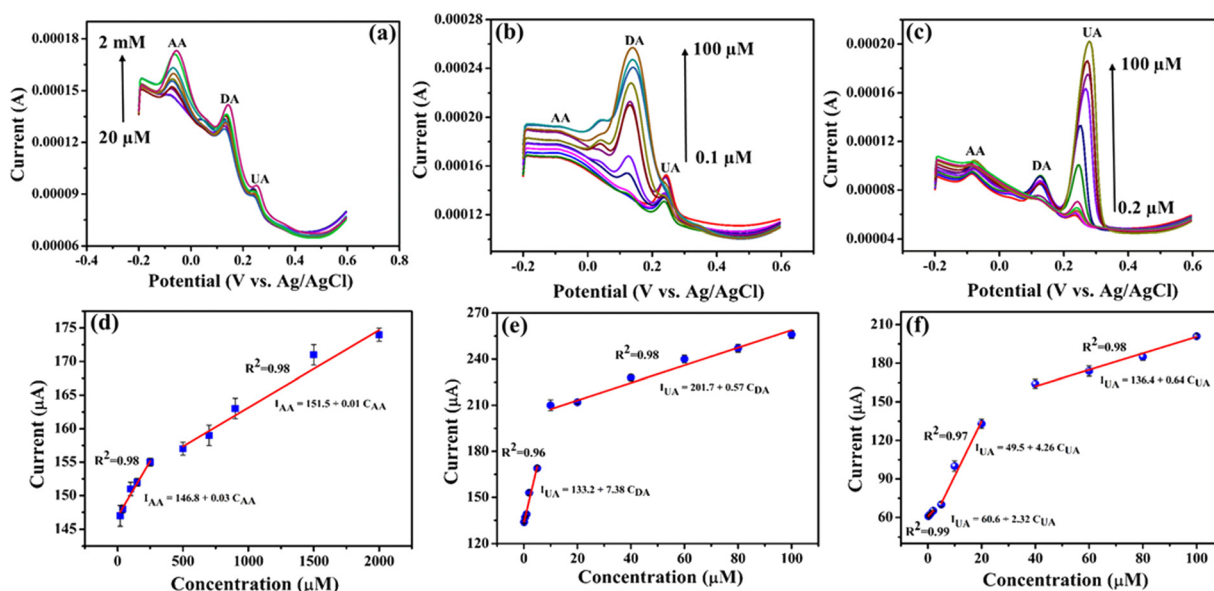 (a)
2 mM
AA
20 μM
DA
UA
0.00018
0.00015
0.00012
0.00009
0.00006
Current (A)
-0.4 -0.2 0.0 0.2 0.4 0.6 0.8
Potential (V vs. Ag/AgCl)
(b)
DA
100 μM
AA
UA
0.1 μM
0.00028
0.00024
0.00020
0.00016
0.00012
Current (A)
-0.2 0.0 0.2 0.4 0.6
Potential (V vs. Ag/AgCl)
(c)
UA
100 μM
AA
DA
0.2 μM
0.00020
0.00016
0.00012
0.00008
0.00004
Current (A)
-0.2 0.0 0.2 0.4 0.6
Potential (V vs. Ag/AgCl)
(d)
R²=0.98
I_AA = 151.5 + 0.01 C_AA
R²=0.98
I_AA = 146.8 + 0.03 C_AA
175
170
165
160
155
150
145
Current (μA)
0 500 1000 1500 2000
Concentration (μM)
(e)
R²=0.98
I_UA = 201.7 + 0.57 C_DA
R²=0.96
I_UA = 133.2 + 7.38 C_DA
290
250
210
170
130
Current (μA)
0 20 40 60 80 100
Concentration (μM)
(f)
R²=0.98
I_UA = 136.4 + 0.64 C_UA
R²=0.97
I_UA = 49.5 + 4.26 C_UA
I_UA = 60.6 + 2.32 C_UA
R²=0.99
210
180
150
120
90
60
30
Current (μA)
0 20 40 60 80 100
Concentration (μM)